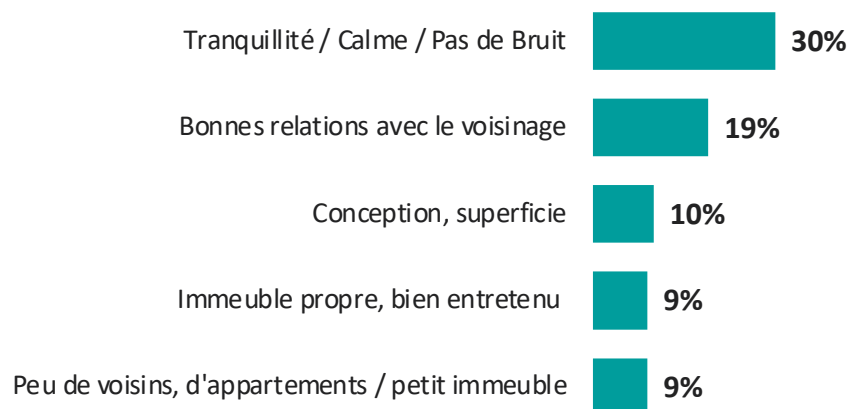 Tranquillité / Calme / Pas de Bruit 30%
Bonnes relations avec le voisinage 19%
Conception, superficie 10%
Immeuble propre, bien entretenu 9%
Peu de voisins, d'appartements / petit immeuble 9%